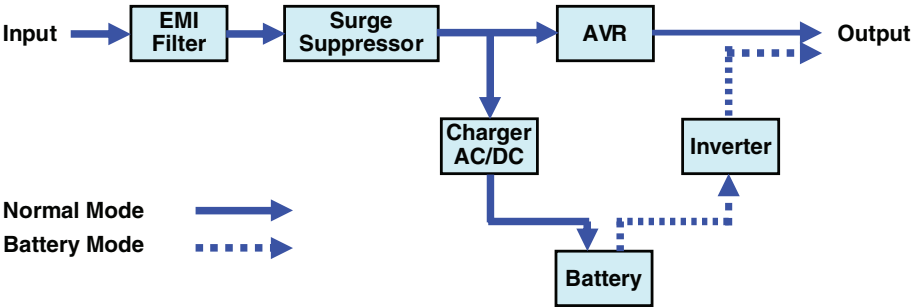 Input
EMI
Filter
Surge
Suppressor
AVR
Output
Charger
AC/DC
Inverter
Normal Mode
Battery Mode
Battery